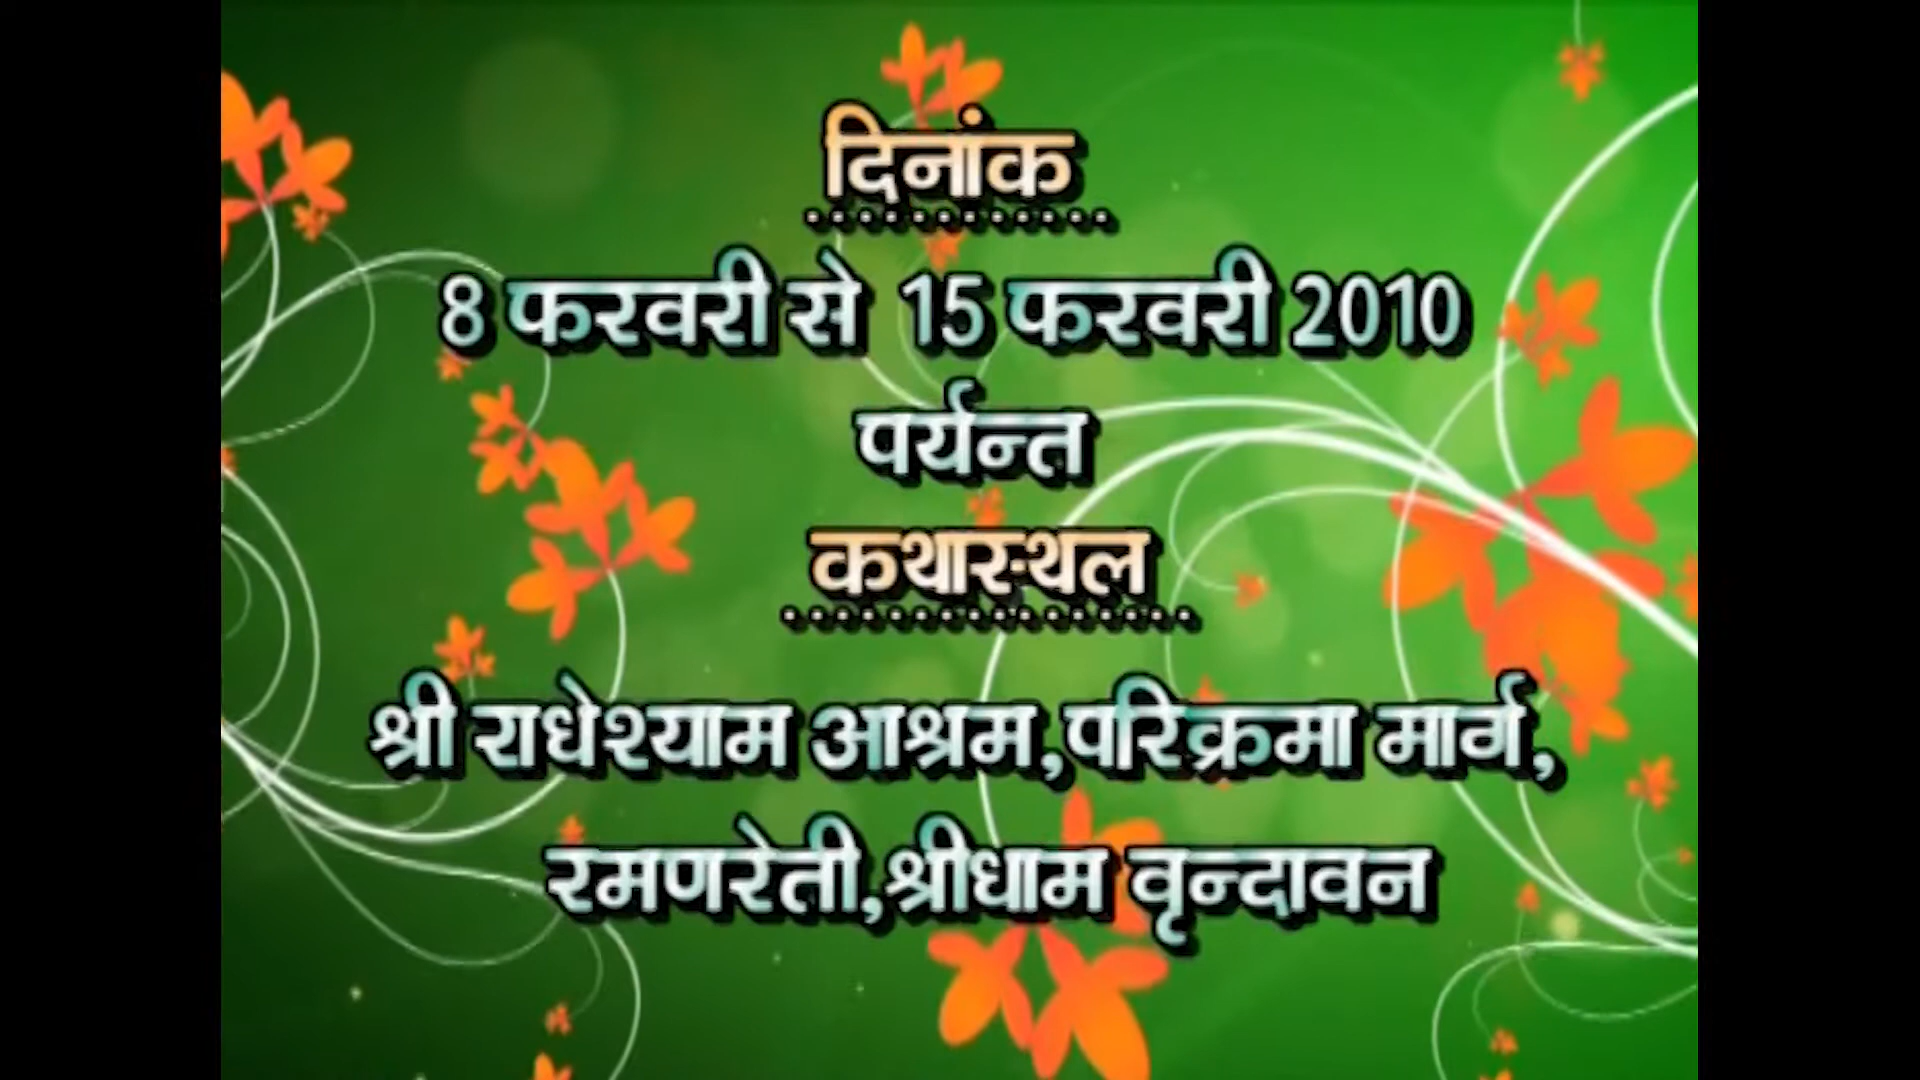 दिनांक
8 फरवरी से 15 फरवरी 2010
पर्यन्त
कथास्थल
श्री राधेश्याम आश्रम,परिक्रमा मार्ग,
रमणरेती,श्रीधाम वृन्दावन